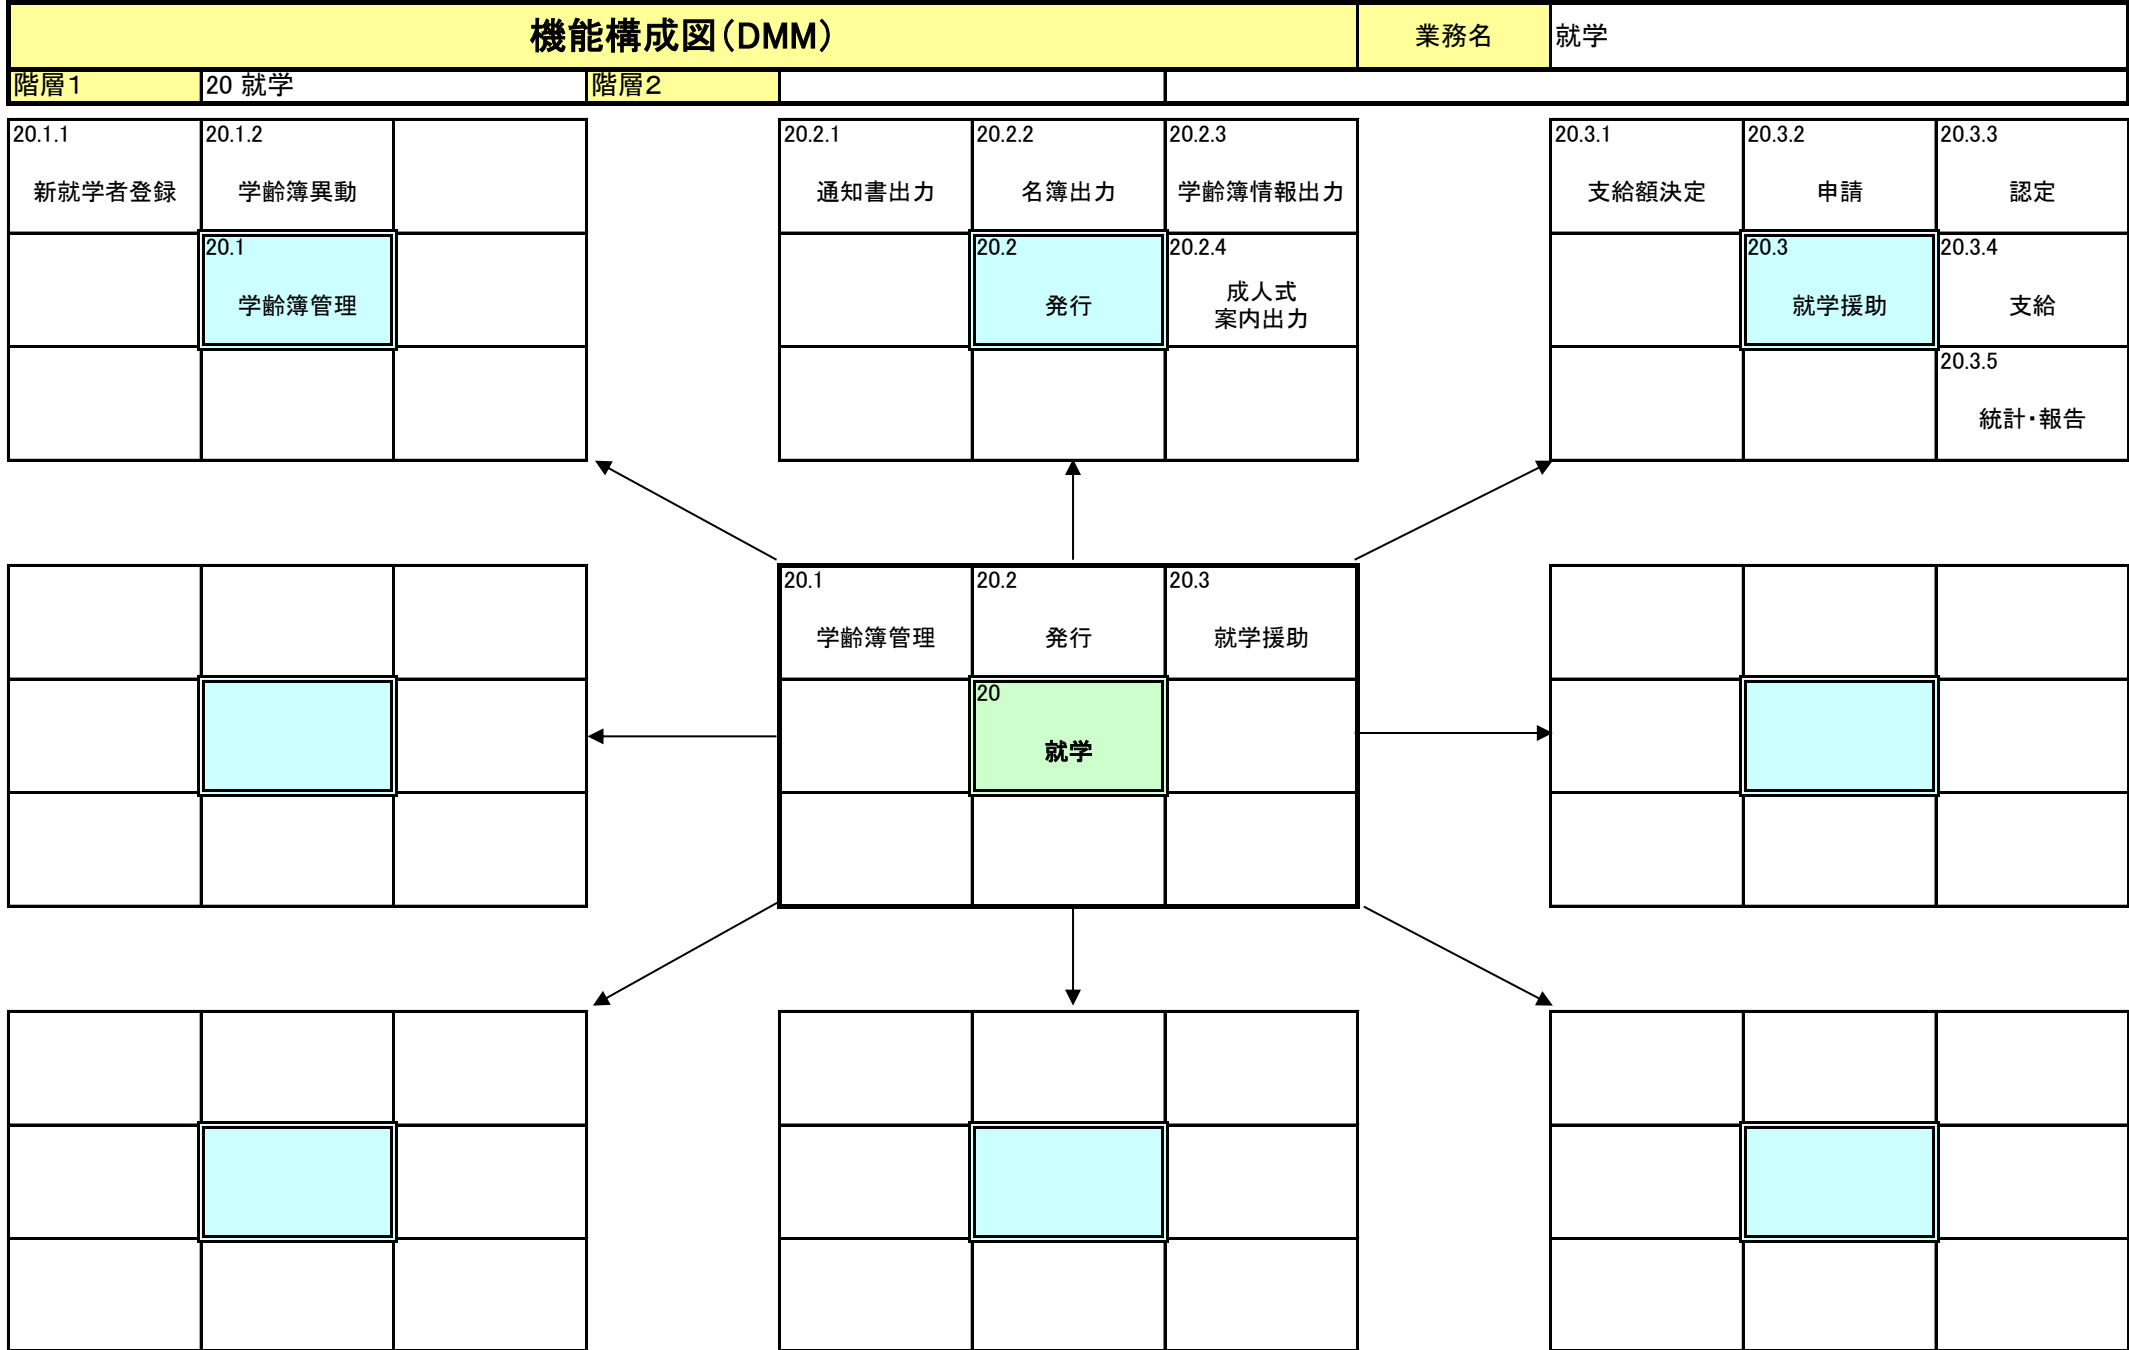 機能構成図（DMM）
業務名
就学
階層１
20 就学
階層２
20.1.1
20.1.2
新就学者登録
学齢簿異動
20.1
学齢簿管理
20.2.1
20.2.2
20.2.3
通知書出力
名簿出力
学齢簿情報出力
20.2
発行
20.2.4
成人式
案内出力
20.3.1
20.3.2
20.3.3
支給額決定
申請
認定
20.3
就学援助
20.3.4
支給
20.3.5
統計・報告
20.1
20.2
20.3
学齢簿管理
発行
就学援助
20
就学